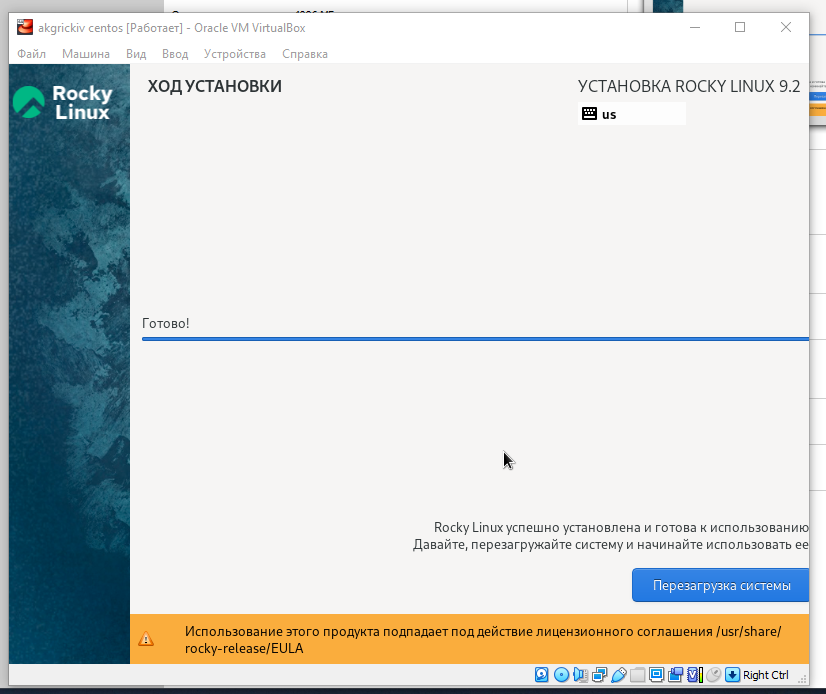 akgrickiv centos [Работает] - Oracle VM VirtualBox
Файл Машина Вид Ввод Устройства Справка
Rocky
Linux
ХОД УСТАНОВКИ
УСТАНОВКА ROCKY LINUX 9.2
us
Готово!
Rocky Linux успешно установлена и готова к использованию
Давайте, перезагружайте систему и начинайте использовать ее
Перезагрузка системы
Использование этого продукта подпадает под действие лицензионного соглашения /usr/share/
rocky-release/EULA
Right Ctrl